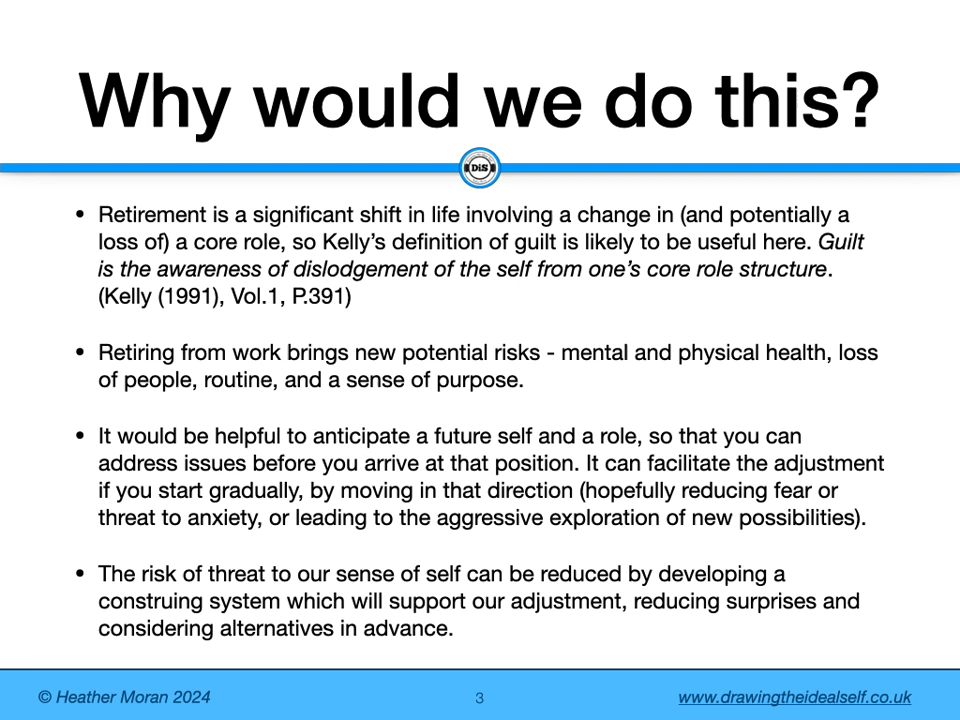 Why would we do this?
DiS
• Retirement is a significant shift in life involving a change in (and potentially a
loss of) a core role, so Kelly’s definition of guilt is likely to be useful here. Guilt
is the awareness of dislodgement of the self from one’s core role structure.
(Kelly (1991), Vol.1, P.391)
• Retiring from work brings new potential risks - mental and physical health, loss
of people, routine, and a sense of purpose.
• It would be helpful to anticipate a future self and a role, so that you can
address issues before you arrive at that position. It can facilitate the adjustment
if you start gradually, by moving in that direction (hopefully reducing fear or
threat to anxiety, or leading to the aggressive exploration of new possibilities).
• The risk of threat to our sense of self can be reduced by developing a
construing system which will support our adjustment, reducing surprises and
considering alternatives in advance.
© Heather Moran 2024
3
www.drawingtheidealself.co.uk